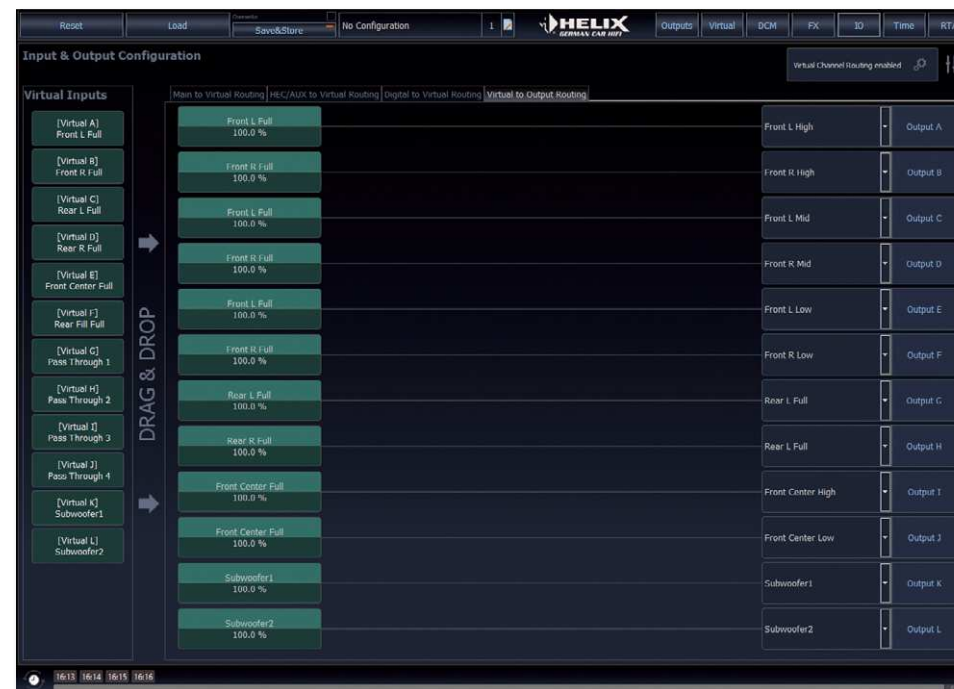 Reset Load Overwrite Save&Store No Configuration 1 HELIX GERMAN CAR HIFI Outputs Virtual DCM FX IO Time RTA
Input & Output Configuration
Virtual Channel Routing enabled
Virtual Inputs
Main to Virtual Routing HEC/AUX to Virtual Routing Digital to Virtual Routing Virtual to Output Routing
[Virtual A]
Front L Full
[Virtual B]
Front R Full
[Virtual C]
Rear L Full
[Virtual D]
Rear R Full
[Virtual E]
Front Center Full
[Virtual F]
Rear Fill Full
[Virtual G]
Pass Through 1
[Virtual H]
Pass Through 2
[Virtual I]
Pass Through 3
[Virtual J]
Pass Through 4
[Virtual K]
Subwoofer1
[Virtual L]
Subwoofer2
DRAG & DROP
Front L Full
100.0 %
Front L High Output A
Front R Full
100.0 %
Front R High Output B
Front L Full
100.0 %
Front L Mid Output C
Front R Full
100.0 %
Front R Mid Output D
Front L Full
100.0 %
Front L Low Output E
Front R Full
100.0 %
Front R Low Output F
Rear L Full
100.0 %
Rear L Full Output G
Rear R Full
100.0 %
Rear L Full Output H
Front Center Full
100.0 %
Front Center High Output I
Front Center Full
100.0 %
Front Center Low Output J
Subwoofer1
100.0 %
Subwoofer1 Output K
Subwoofer2
100.0 %
Subwoofer2 Output L
16:13 16:14 16:15 16:16